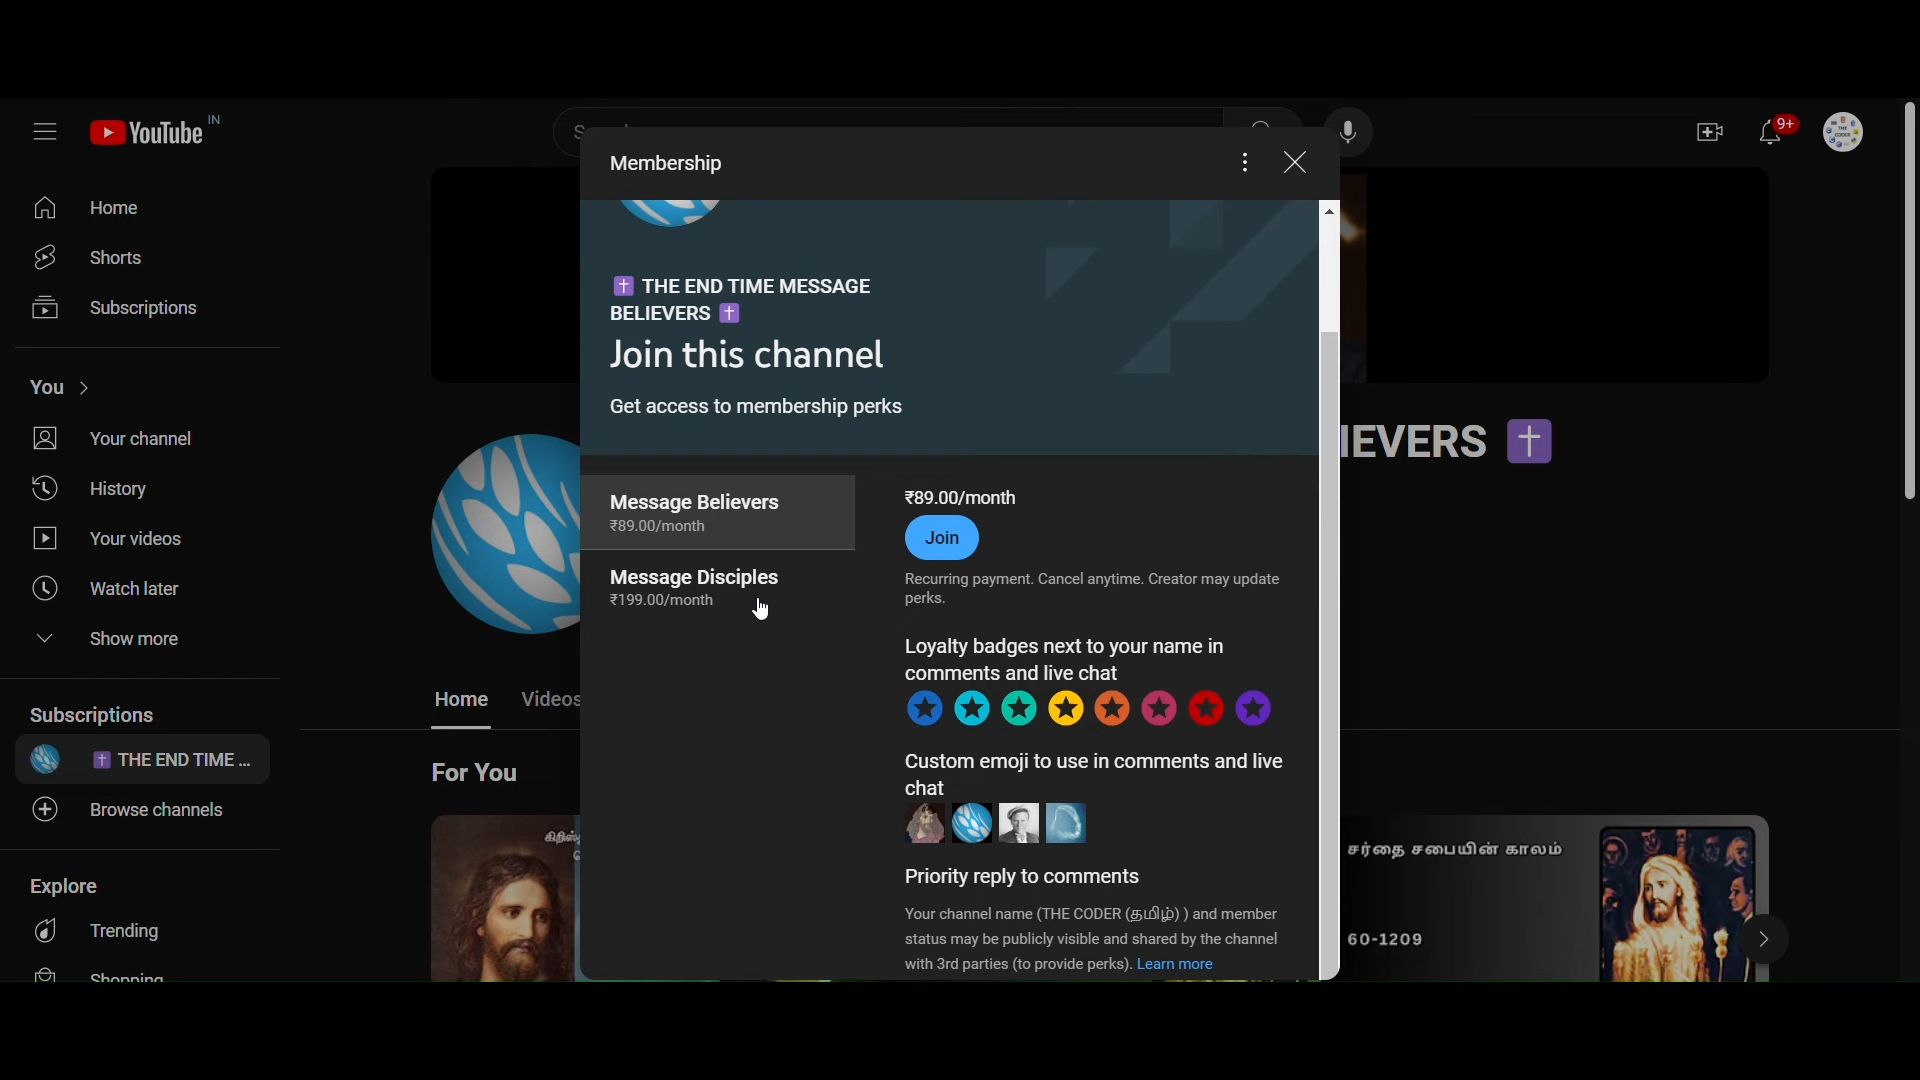 YouTube IN
9+
Home
Shorts
Subscriptions
You
Your channel
History
Your videos
Watch later
Show more
Subscriptions
✝ THE END TIME ...
Browse channels
Explore
Trending
Shopping
Membership
✝ THE END TIME MESSAGE
BELIEVERS ✝
Join this channel
Get access to membership perks
Message Believers
₹89.00/month
Message Disciples
₹199.00/month
₹89.00/month
Join
Recurring payment. Cancel anytime. Creator may update
perks.
Loyalty badges next to your name in
comments and live chat
Custom emoji to use in comments and live
chat
Priority reply to comments
Your channel name (THE CODER (தமிழ்) ) and member
status may be publicly visible and shared by the channel
with 3rd parties (to provide perks). Learn more
IEVERS ✝
Home Videos
For You
சர்தை சபையின் காலம்
60-1209